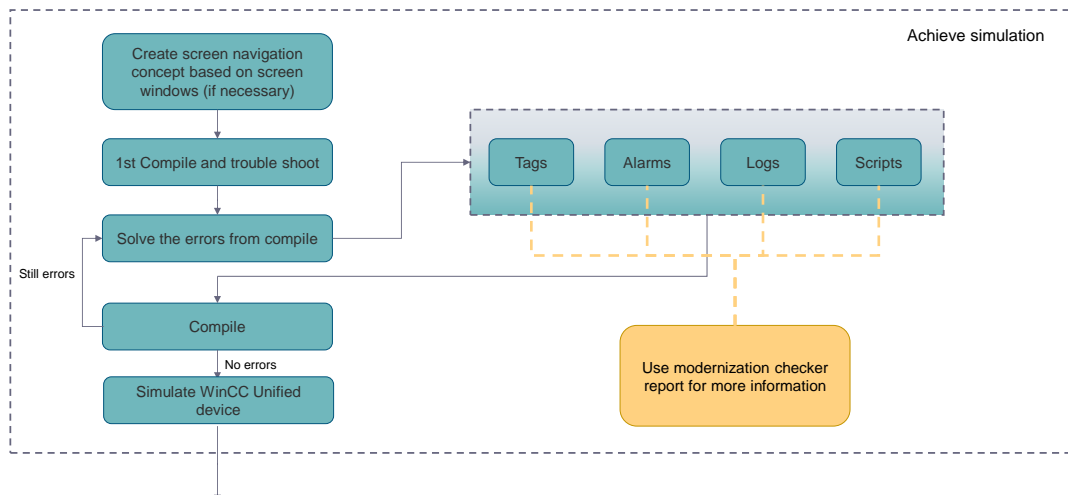 Achieve simulation
Create screen navigation
concept based on screen
windows (if necessary)
1st Compile and trouble shoot
Tags
Alarms
Logs
Scripts
Solve the errors from compile
Still errors
Compile
No errors
Simulate WinCC Unified
device
Use modernization checker
report for more information